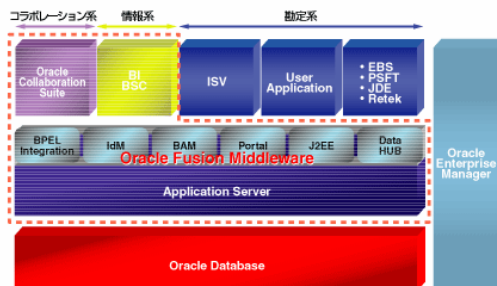 コラボレーション系
情報系
勘定系
Oracle
Collaboration
Suite
BI
BSC
ISV
User
Application
• EBS
• PSFT
• JDE
• Retek
BPEL
Integration
IdM
BAM
Portal
J2EE
Data
HUB
Oracle Fusion Middleware
Application Server
Oracle
Enterprise
Manager
Oracle Database